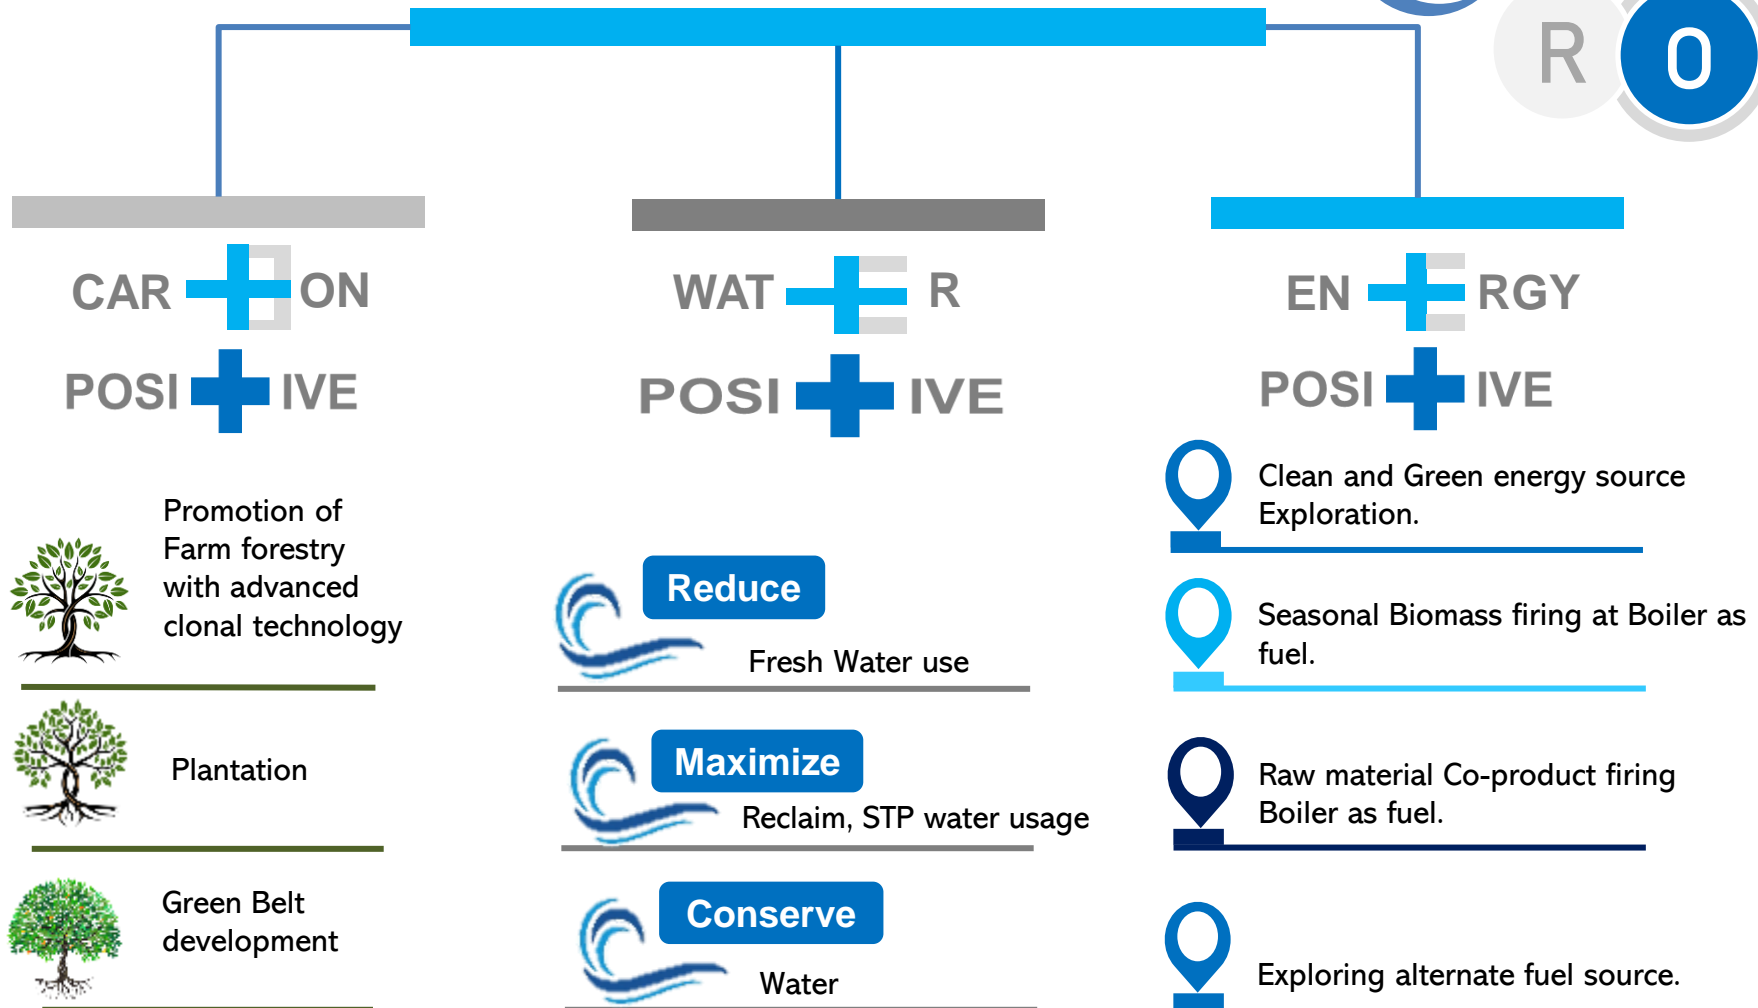 R
O
CAR ON
POSI IVE
Promotion of
Farm forestry
with advanced
clonal technology
Plantation
Green Belt
development
WAT R
POSI IVE
Reduce
Fresh Water use
Maximize
Reclaim, STP water usage
Conserve
Water
EN RGY
POSI IVE
Clean and Green energy source
Exploration.
Seasonal Biomass firing at Boiler as
fuel.
Raw material Co-product firing
Boiler as fuel.
Exploring alternate fuel source.